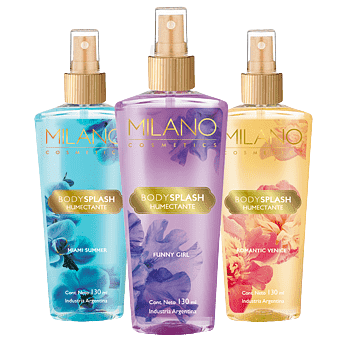 MILANO
COSMETICS
BODYSPLASH
HUMECTANTE
MIAMI SUMMER
Cont. Neto 130 ml
Industria Argentina
MILANO
COSMETICS
BODYSPLASH
HUMECTANTE
FUNNY GIRL
Cont. Neto 130 ml.
Industria Argentina
MILANO
COSMETICS
BODYSPLASH
HUMECTANTE
ROMANTIC VENICE
Cont. Neto 130 ml
Industria Argentina